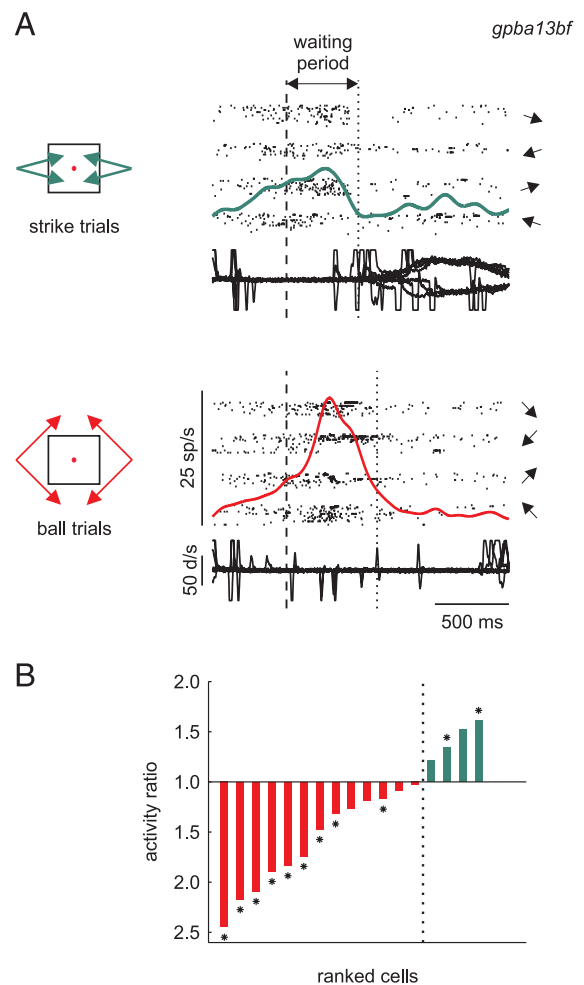 A
gpba13bf
waiting
period
strike trials
25 sp/s
ball trials
50 d/s
500 ms
B
2.0
1.5
1.0
1.5
2.0
2.5
activity ratio
* * * * * * * * * * *
ranked cells